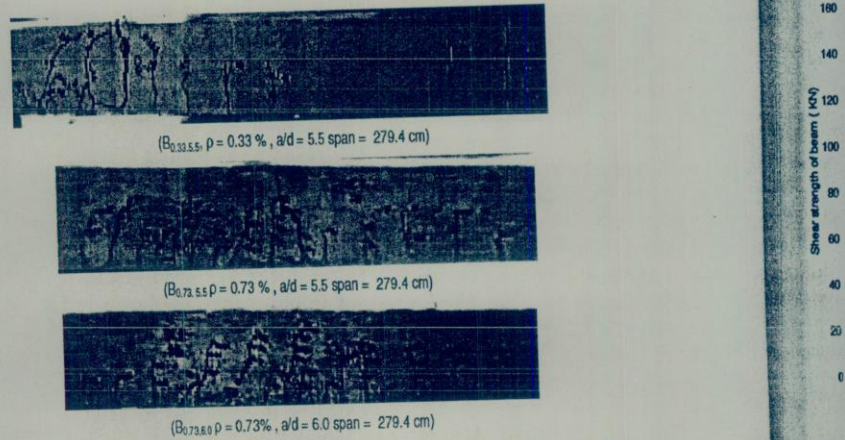 (B0.33.5.5, ρ = 0.33 % , a/d = 5.5 span = 279.4 cm)
(B0.73, 5.5 ρ = 0.73 % , a/d = 5.5 span = 279.4 cm)
(B0.73,6.0 ρ = 0.73% , a/d = 6.0 span = 279.4 cm)
Shear strength of beam ( KN)
160
140
120
100
80
60
40
20
0